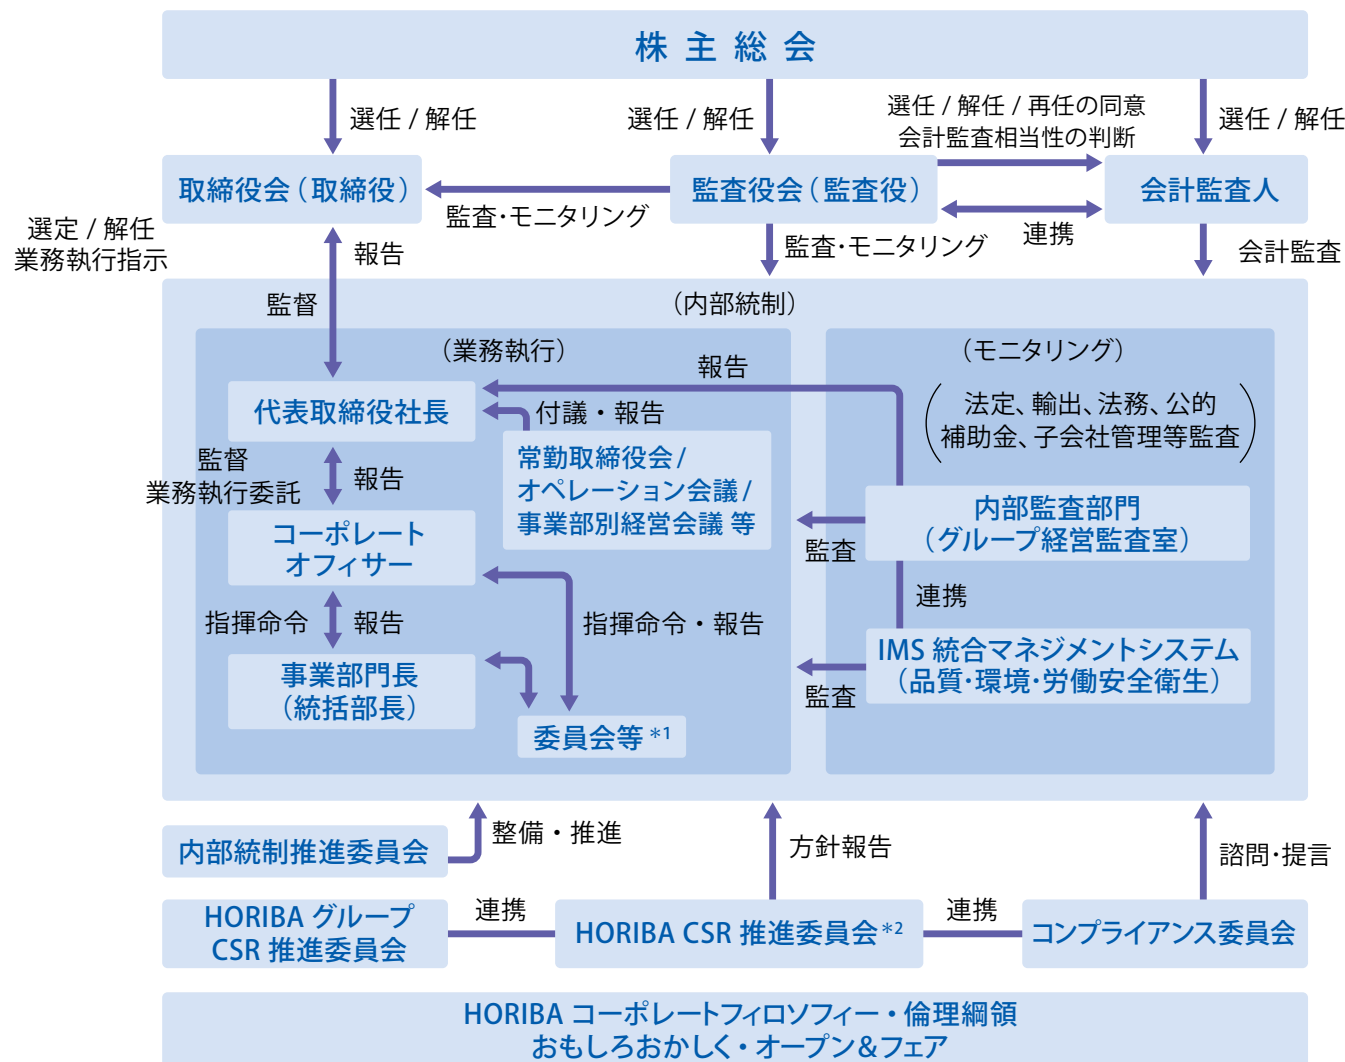 株主総会
選任 / 解任
選任 / 解任
選任 / 解任 / 再任の同意
会計監査相当性の判断
選任 / 解任
取締役会（取締役）
監査・モニタリング
監査役会（監査役）
連携
会計監査人
選定 / 解任
業務執行指示
報告
監督
監査・モニタリング
会計監査
（内部統制）
（業務執行）
代表取締役社長
報告
付議・報告
常勤取締役会 /
オペレーション会議 /
事業部別経営会議 等
監督
業務執行委託
報告
コーポレート
オフィサー
指揮命令
報告
指揮命令・報告
事業部門長
（統括部長）
委員会等 *1
（モニタリング）
（法定、輸出、法務、公的
補助金、子会社管理等監査）
内部監査部門
（グループ経営監査室）
監査
連携
IMS 統合マネジメントシステム
（品質・環境・労働安全衛生）
監査
内部統制推進委員会
整備・推進
方針報告
諮問・提言
HORIBA グループ
CSR 推進委員会
連携
HORIBA CSR 推進委員会 *2
連携
コンプライアンス委員会
HORIBA コーポレートフィロソフィー・倫理綱領
おもしろおかしく・オープン＆フェア